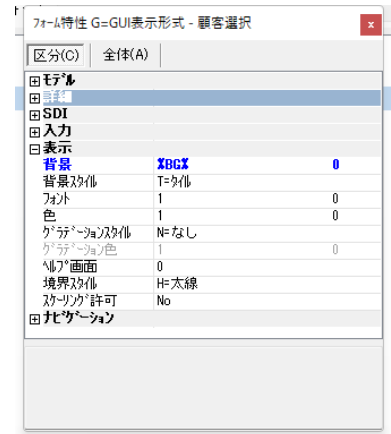 ﾌｫｰﾑ特性 G=GUI表示形式 - 顧客選択
x
区分(C) 全体(A)
⊞ ﾓﾃﾞﾙ
⊞ 詳細
⊞ SDI
⊞ 入力
⊟ 表示
背景 %BG% 0
背景ｽﾀｲﾙ T=ﾀｲﾙ
ﾌｫﾝﾄ 1 0
色 1 0
ｸﾞﾗﾃﾞｰｼｮﾝｽﾀｲﾙ N=なし
ｸﾞﾗﾃﾞｰｼｮﾝ色 1 0
ﾍﾙﾌﾟ画面 0
境界ｽﾀｲﾙ H=太線
ｽｹｰﾘﾝｸﾞ許可 No
⊞ ﾅﾋﾞｹﾞｰｼｮﾝ